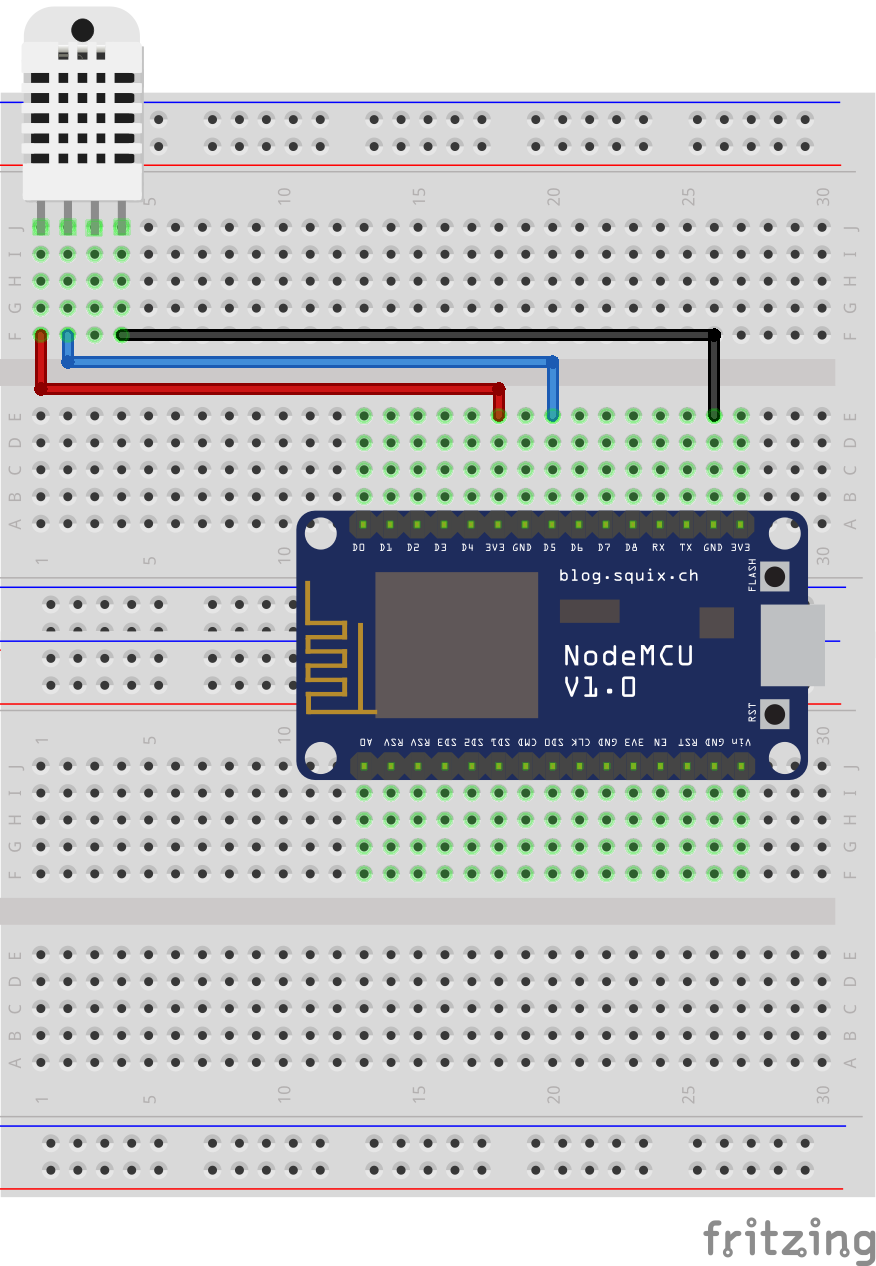 5 10 15 20 25 30
J J
I I
H H
G G
F F
E E
D D
C C
B B
A A
1 5 10 30
D0 D1 D2 D3 D4 3V3 GND D5 D6 D7 D8 RX TX GND 3V3
FLASH
blog.squix.ch
NodeMCU
V1.0
RST
A0 RSV RSV SD3 SD2 SD1 CMD SD0 CLK GND 3V3 EN RST GND Vin
1 5 10 30
J J
I I
H H
G G
F F
E E
D D
C C
B B
A A
1 5 10 15 20 25 30
fritzing